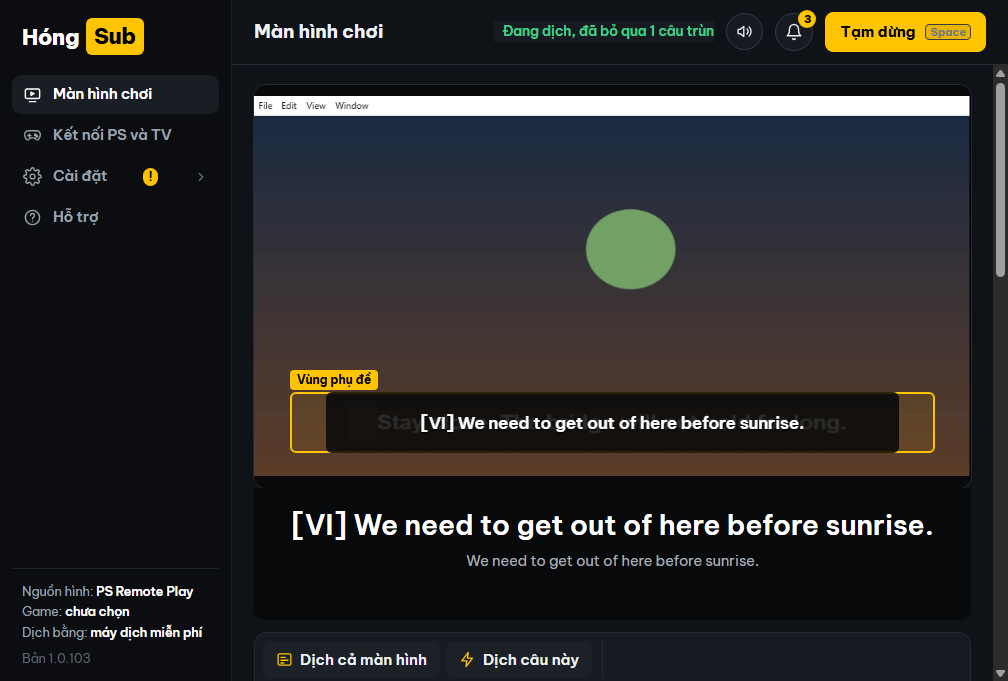 Hóng Sub
Màn hình chơi
Kết nối PS và TV
Cài đặt !
Hỗ trợ
Nguồn hình: PS Remote Play
Game: chưa chọn
Dịch bằng: máy dịch miễn phí
Bản 1.0.103
Màn hình chơi
Đang dịch, đã bỏ qua 1 câu trùn
3
Tạm dừng Space
File Edit View Window
Vùng phụ đề
[VI] We need to get out of here before sunrise.
[VI] We need to get out of here before sunrise.
We need to get out of here before sunrise.
Dịch cả màn hình
Dịch câu này